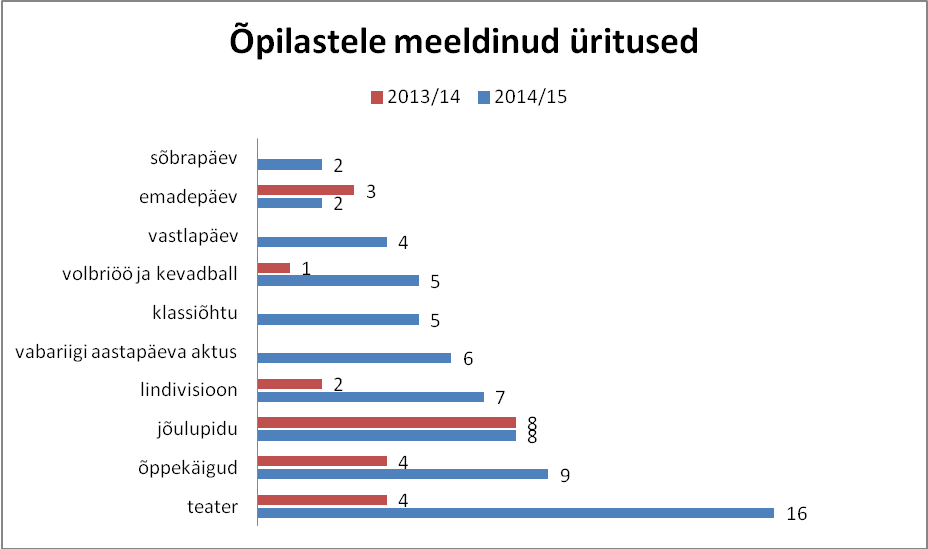 Õpilastele meeldinud üritused
2013/14 2014/15
sõbrapäev 2
emadepäev 3 2
vastlapäev 4
volbriöö ja kevadball 1 5
klassiõhtu 5
vabariigi aastapäeva aktus 6
lindivisioon 2 7
jõulupidu 8 8
õppekäigud 4 9
teater 4 16